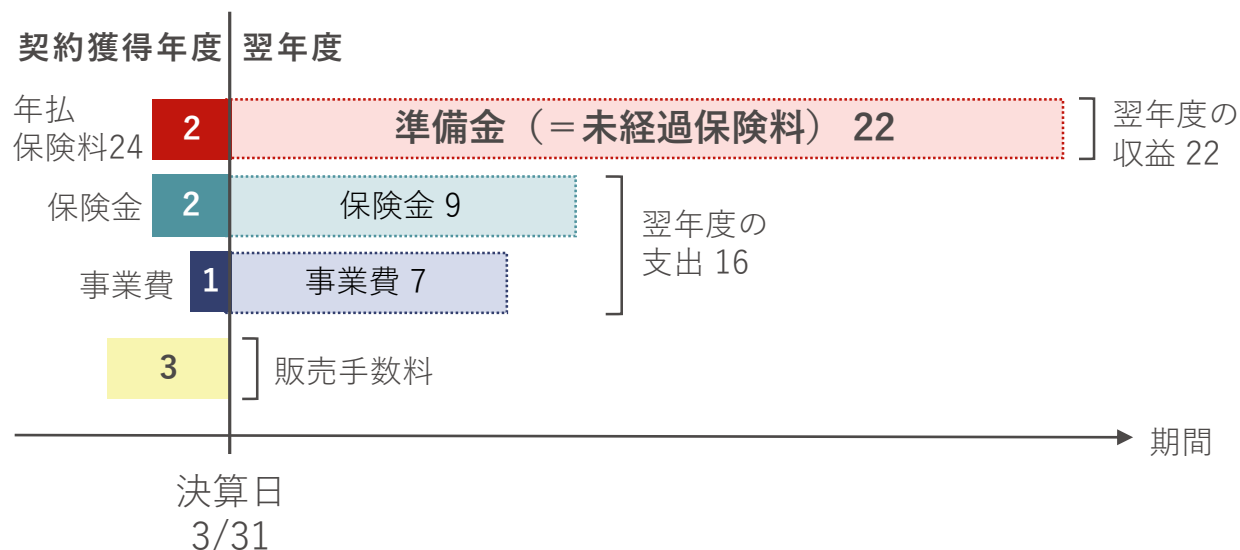 契約獲得年度 翌年度
年払
保険料24
2
準備金（＝未経過保険料） 22
翌年度の
収益 22
保険金
2
保険金 9
翌年度の
支出 16
事業費
1
事業費 7
3
販売手数料
期間
決算日
3/31